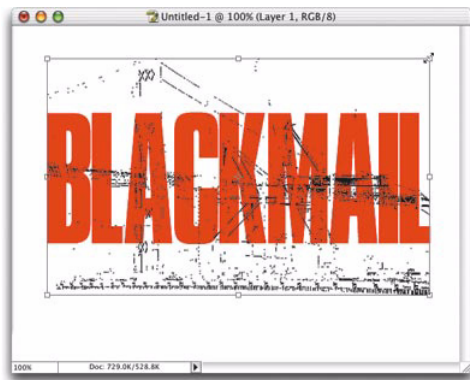 Untitled-1 @ 100% (Layer 1, RGB/8)
BLACKMAIL
100%
Doc: 729.0K/528.8K